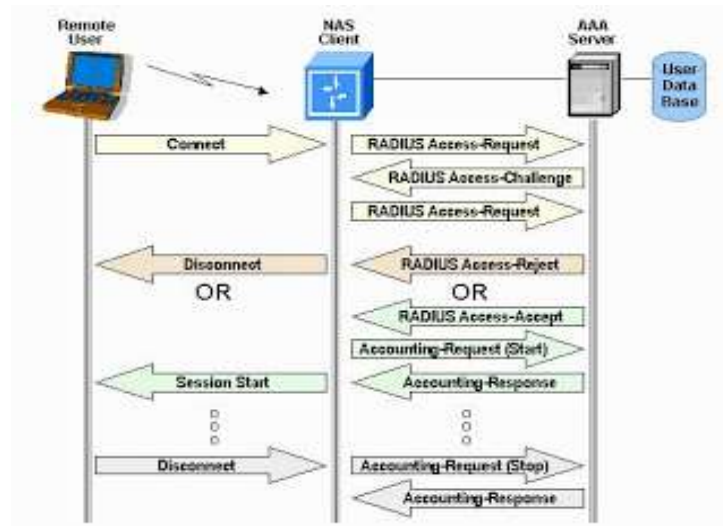 Remote
User
NAS
Client
AAA
Server
User
Data
Base
Connect
RADIUS Access-Request
RADIUS Access-Challenge
RADIUS Access-Request
Disconnect
RADIUS Access-Reject
OR
OR
RADIUS Access-Accept
Accounting-Request (Start)
Session Start
Accounting-Response
Disconnect
Accounting-Request (Stop)
Accounting-Response